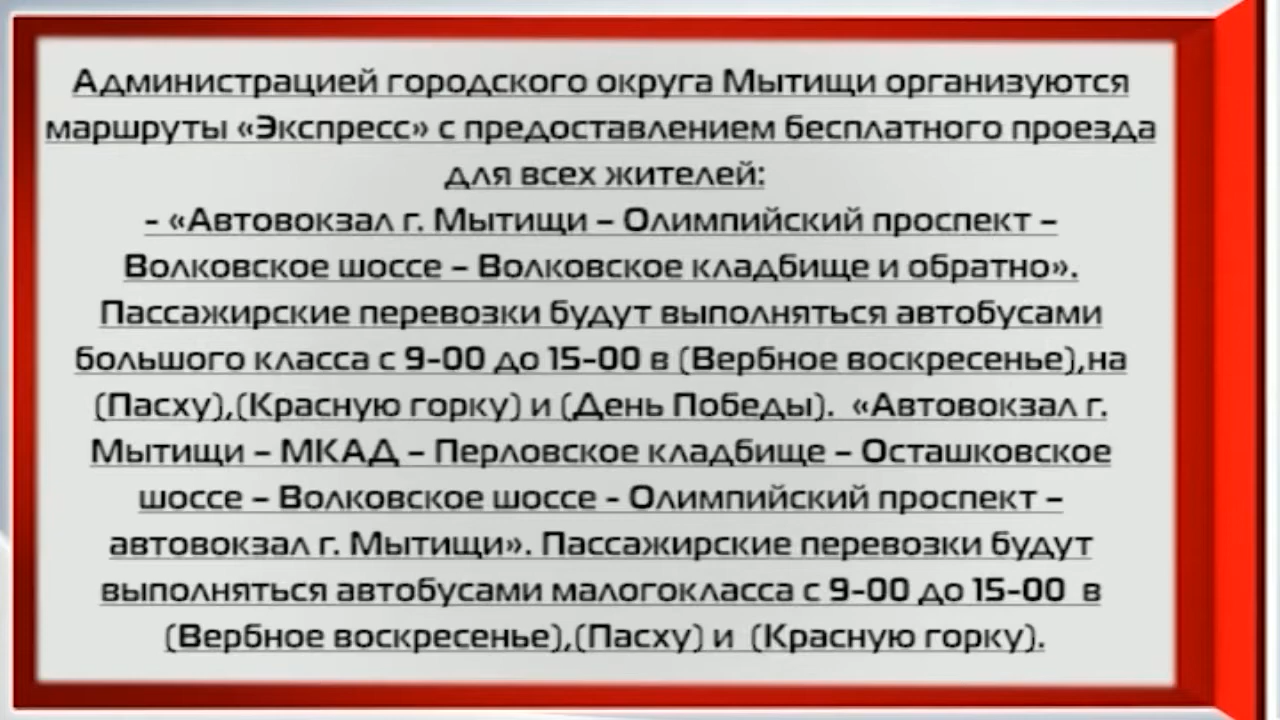 Администрацией городского округа Мытищи организуются
маршруты «Экспресс» с предоставлением бесплатного проезда
для всех жителей:
- «Автовокзал г. Мытищи – Олимпийский проспект –
Волковское шоссе – Волковское кладбище и обратно».
Пассажирские перевозки будут выполняться автобусами
большого класса с 9-00 до 15-00 в (Вербное воскресенье),на
(Пасху),(Красную горку) и (День Победы).  «Автовокзал г.
Мытищи – МКАД – Перловское кладбище – Осташковское
шоссе – Волковское шоссе - Олимпийский проспект –
автовокзал г. Мытищи». Пассажирские перевозки будут
выполняться автобусами малогокласса с 9-00 до 15-00  в
(Вербное воскресенье),(Пасху) и  (Красную горку).